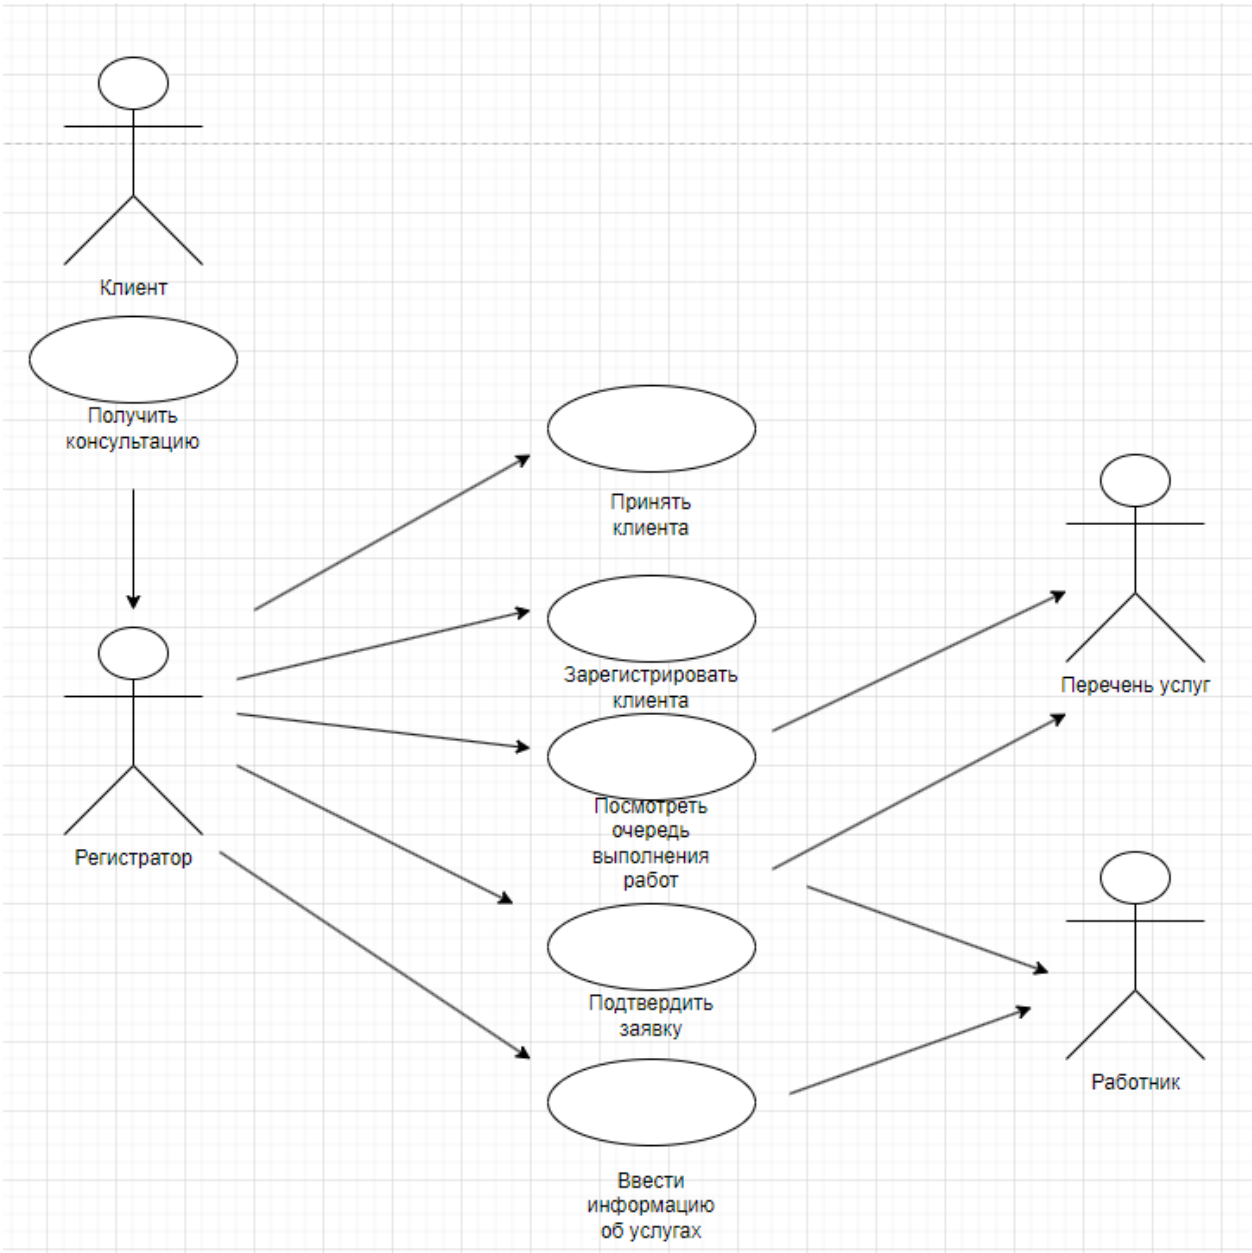 Клиент
Получить
консультацию
Принять
клиента
Зарегистрировать
клиента
Перечень услуг
Посмотреть
очередь
выполнения
работ
Регистратор
Подтвердить
заявку
Работник
Ввести
информацию
об услугах